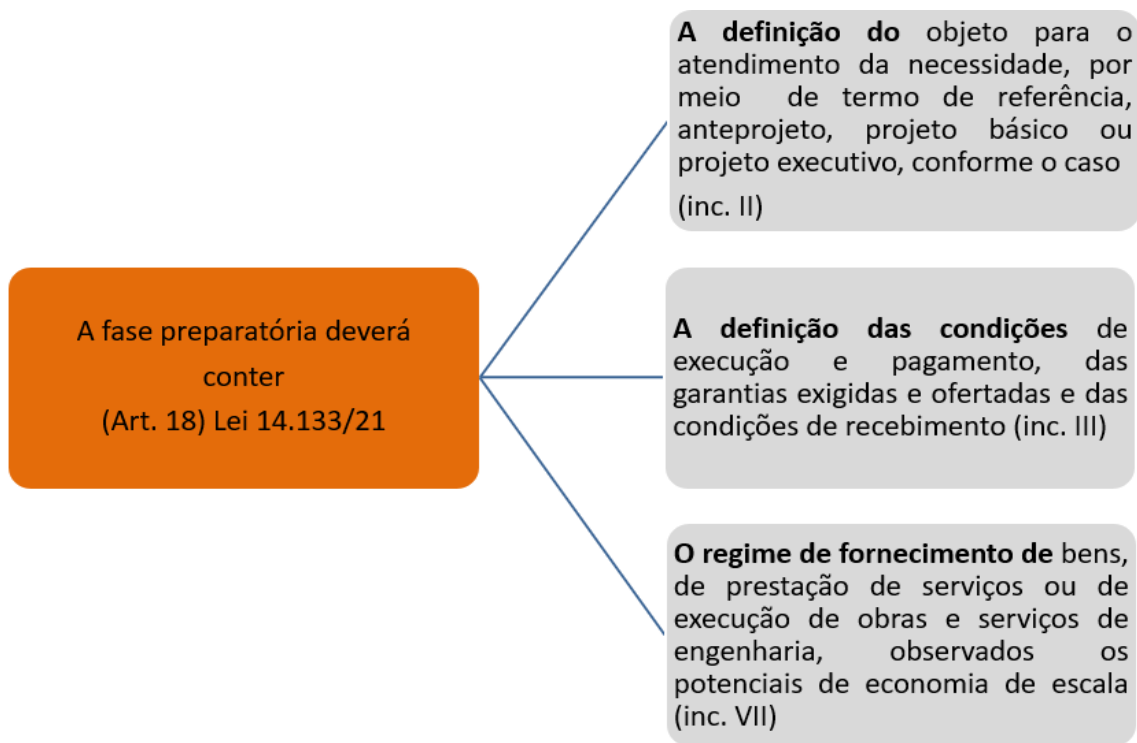 A fase preparatória deverá
conter
(Art. 18) Lei 14.133/21
A definição do objeto para o
atendimento da necessidade, por
meio de termo de referência,
anteprojeto, projeto básico ou
projeto executivo, conforme o caso
(inc. II)
A definição das condições de
execução e pagamento, das
garantias exigidas e ofertadas e das
condições de recebimento (inc. III)
O regime de fornecimento de bens,
de prestação de serviços ou de
execução de obras e serviços de
engenharia, observados os
potenciais de economia de escala
(inc. VII)